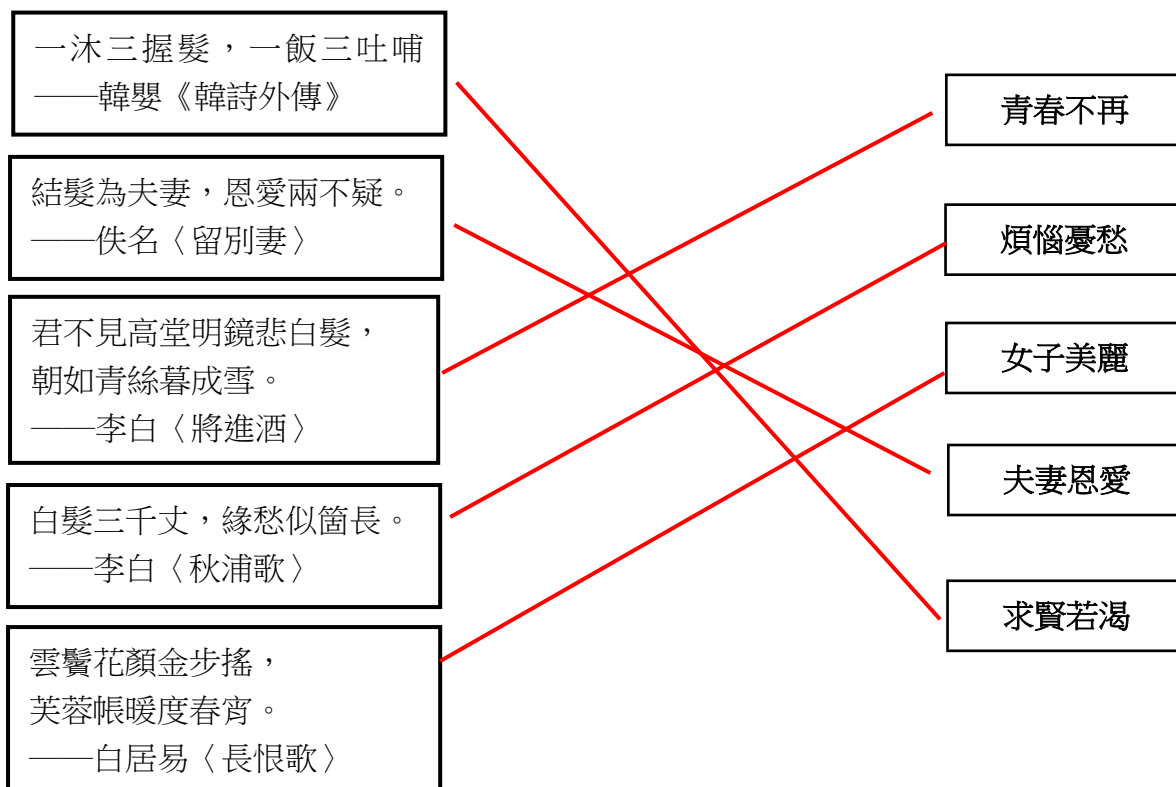 一沐三握髮，一飯三吐哺
——韓嬰《韓詩外傳》
結髮為夫妻，恩愛兩不疑。
——佚名〈留別妻〉
君不見高堂明鏡悲白髮，
朝如青絲暮成雪。
——李白〈將進酒〉
白髮三千丈，緣愁似箇長。
——李白〈秋浦歌〉
雲鬢花顏金步搖，
芙蓉帳暖度春宵。
——白居易〈長恨歌〉
青春不再
煩惱憂愁
女子美麗
夫妻恩愛
求賢若渴